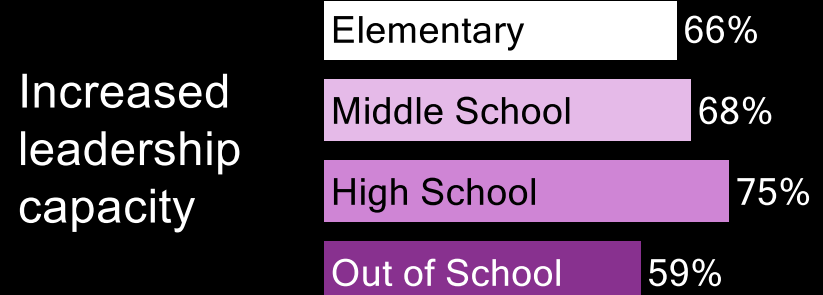 Increased
leadership
capacity
Elementary 66%
Middle School 68%
High School 75%
Out of School 59%